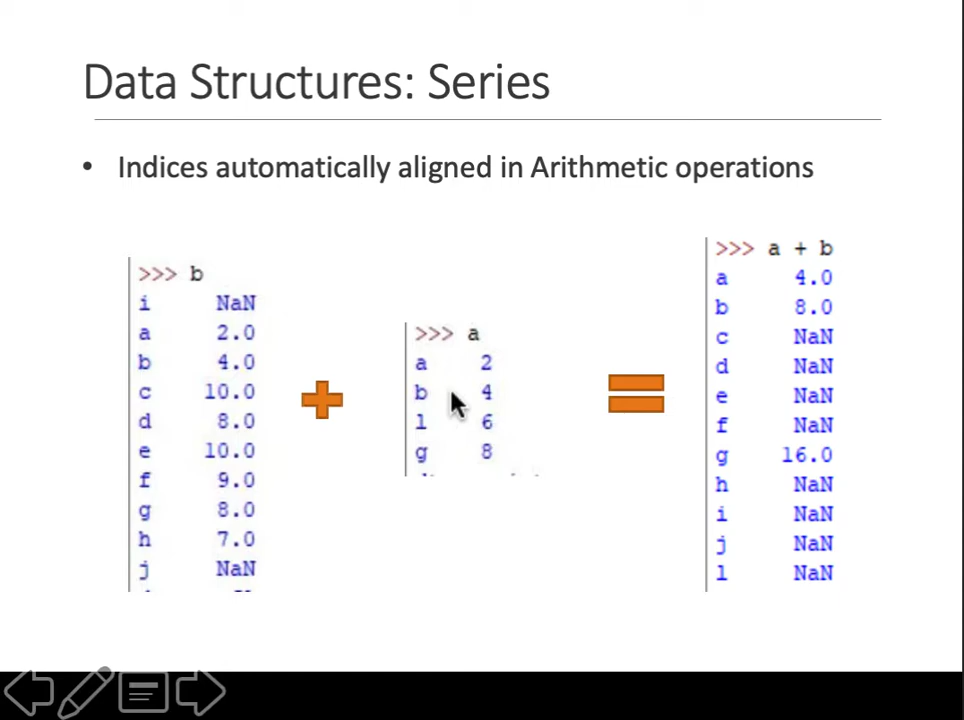 Data Structures: Series
• Indices automatically aligned in Arithmetic operations
>>> b
i NaN
a 2.0
b 4.0
c 10.0
d 8.0
e 10.0
f 9.0
g 8.0
h 7.0
j NaN
>>> a
a 2
b 4
l 6
g 8
>>> a + b
a 4.0
b 8.0
c NaN
d NaN
e NaN
f NaN
g 16.0
h NaN
i NaN
j NaN
l NaN